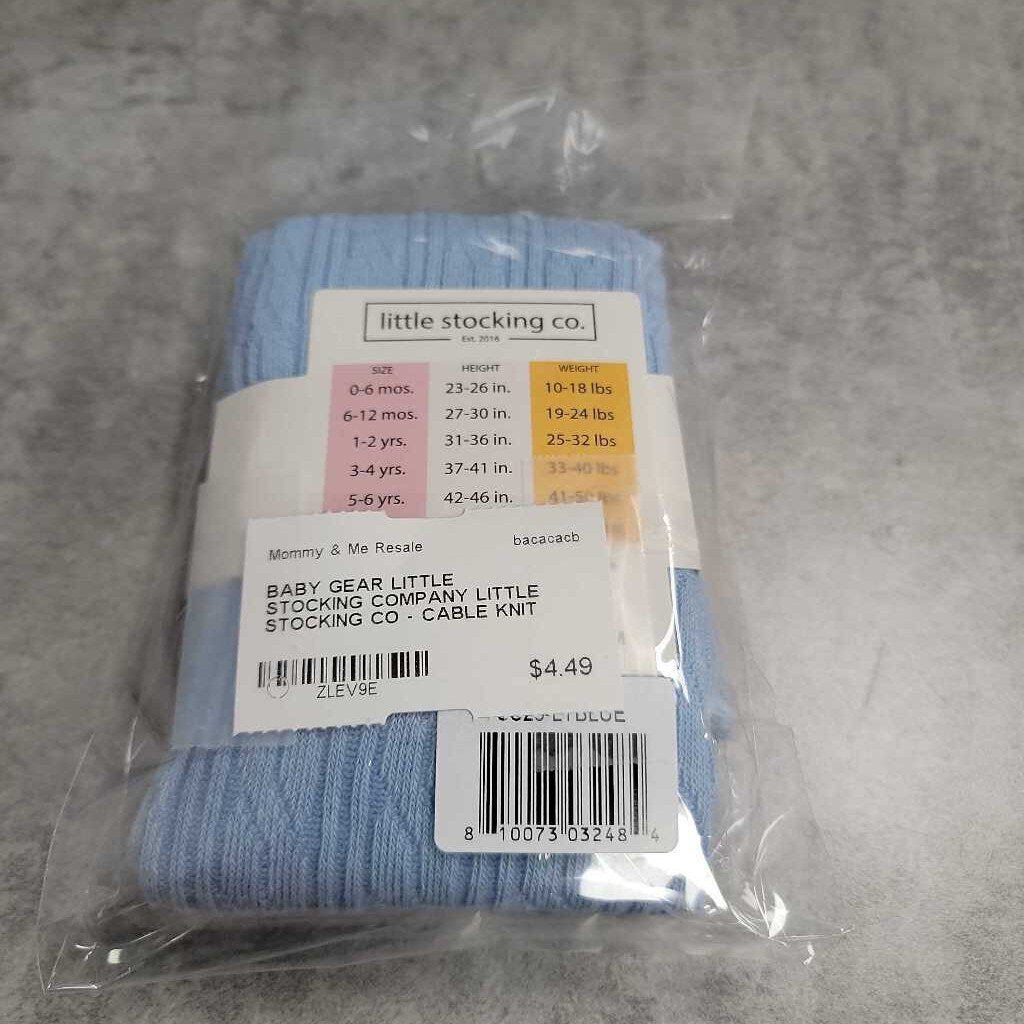 little stocking co.
Est. 2018
SIZE HEIGHT WEIGHT
0-6 mos. 23-26 in. 10-18 lbs
6-12 mos. 27-30 in. 19-24 lbs
1-2 yrs. 31-36 in. 25-32 lbs
3-4 yrs. 37-41 in. 33-40 lbs
5-6 yrs. 42-46 in. 41-50 lbs
Mommy & Me Resale bacacacb
BABY GEAR LITTLE
STOCKING COMPANY LITTLE
STOCKING CO - CABLE KNIT
$4.49
ZLEV9E
8 10073 03248 4